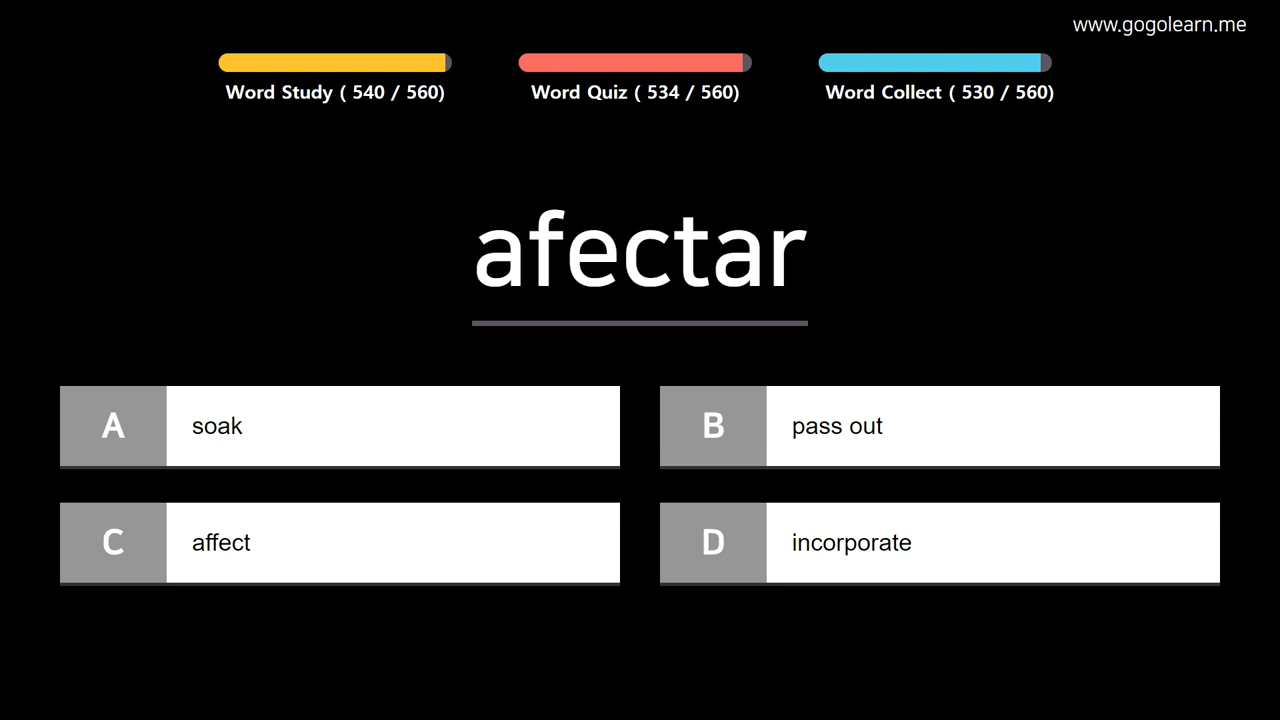 www.gogolearn.me
Word Study ( 540 / 560)
Word Quiz ( 534 / 560)
Word Collect ( 530 / 560)
afectar
A soak
B pass out
C affect
D incorporate